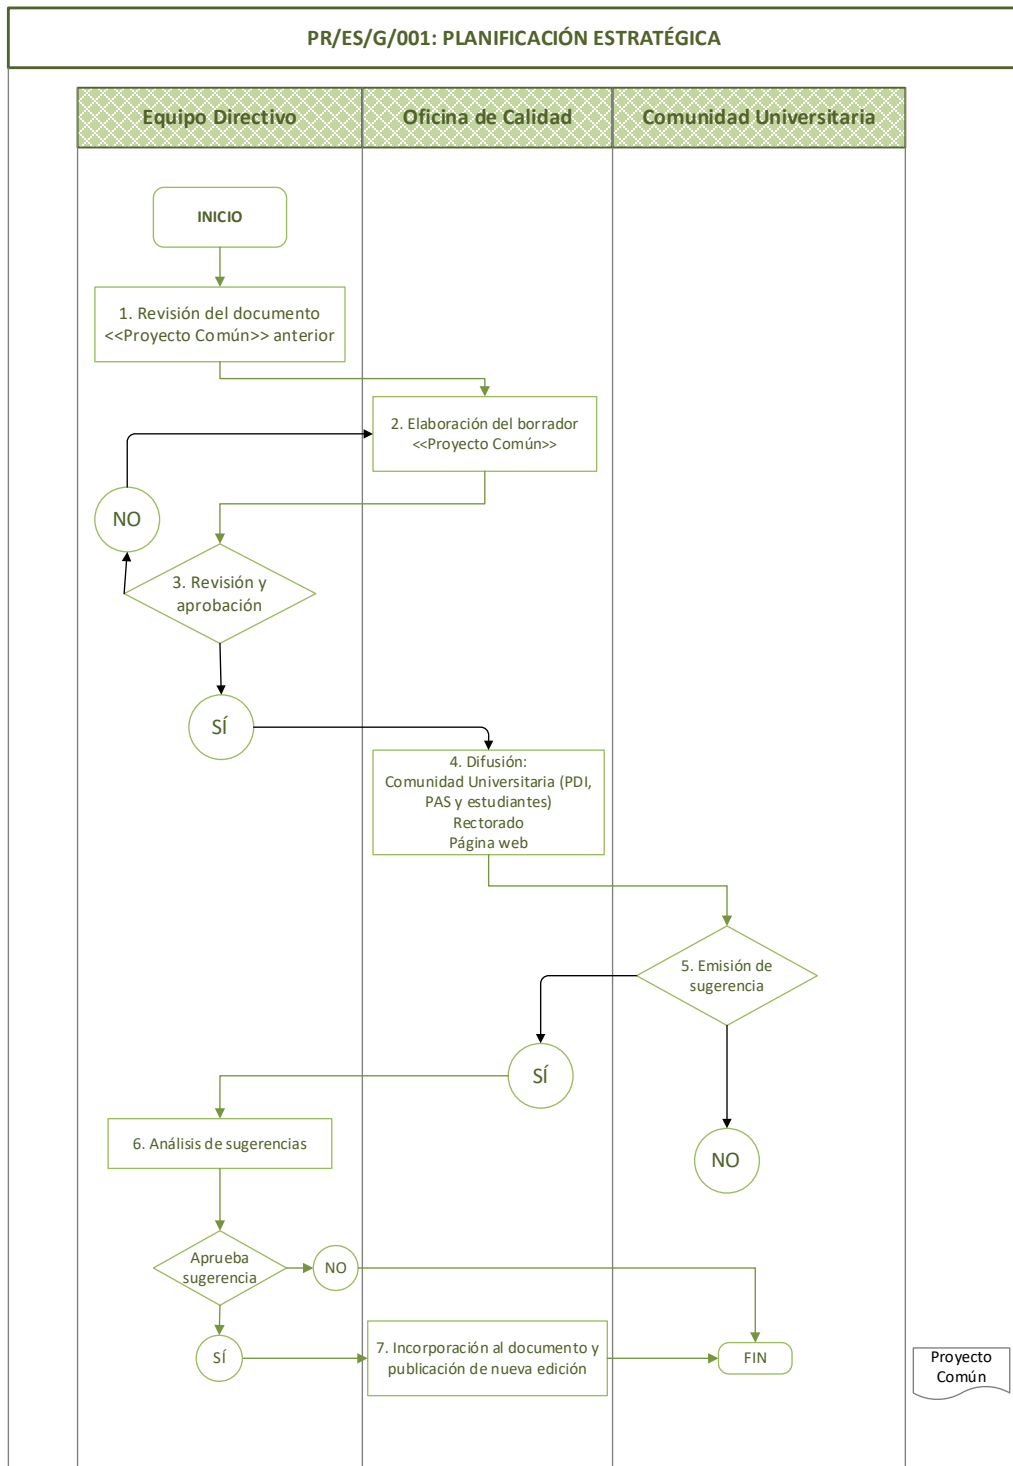 PR/ES/G/001: PLANIFICACIÓN ESTRATÉGICA
Equipo Directivo
Oficina de Calidad
Comunidad Universitaria
INICIO
1. Revisión del documento
<<Proyecto Común>> anterior
2. Elaboración del borrador
<<Proyecto Común>>
NO
3. Revisión y
aprobación
SÍ
4. Difusión:
Comunidad Universitaria (PDI,
PAS y estudiantes)
Rectorado
Página web
5. Emisión de
sugerencia
SÍ
NO
6. Análisis de sugerencias
Aprueba
sugerencia
NO
SÍ
7. Incorporación al documento y
publicación de nueva edición
FIN
Proyecto
Común